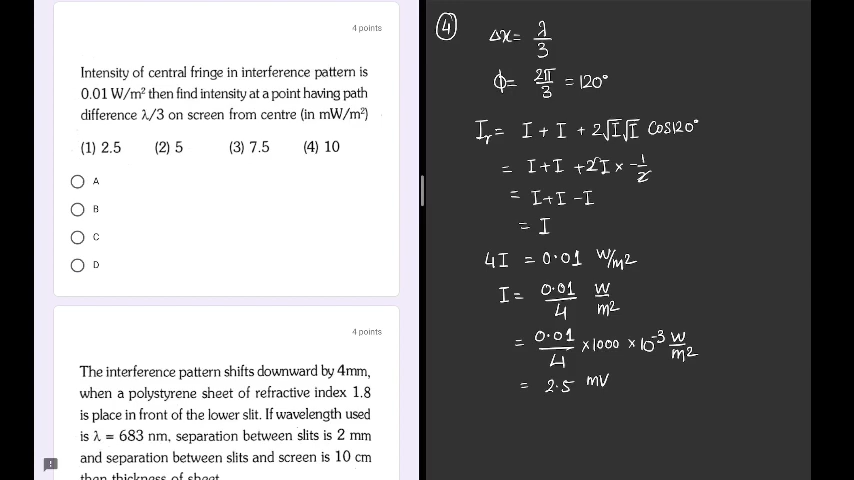 4 points
Intensity of central fringe in interference pattern is
0.01 W/m² then find intensity at a point having path
difference λ/3 on screen from centre (in mW/m²)
(1) 2.5 (2) 5 (3) 7.5 (4) 10
A
B
C
D
4 points
The interference pattern shifts downward by 4mm,
when a polystyrene sheet of refractive index 1.8
is place in front of the lower slit. If wavelength used
is λ = 683 nm, separation between slits is 2 mm
and separation between slits and screen is 10 cm
then thickness of sheet
④
Δx = λ/3
ϕ = 2π/3 = 120°
Iᵣ = I + I + 2√I√I cos120°
= I + I + 2I × -1/2
= I + I - I
= I
4I = 0.01 W/m2
I = 0.01/4 W/m2
= 0.01/4 × 1000 × 10⁻³ W/m2
= 2.5 mV